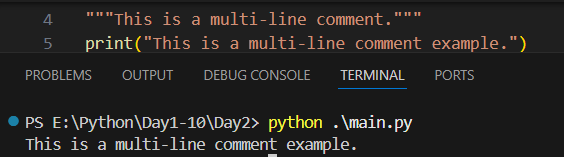 4 """This is a multi-line comment."""
5 print("This is a multi-line comment example.")
PROBLEMS OUTPUT DEBUG CONSOLE TERMINAL PORTS
PS E:\Python\Day1-10\Day2> python .\main.py
This is a multi-line comment example.